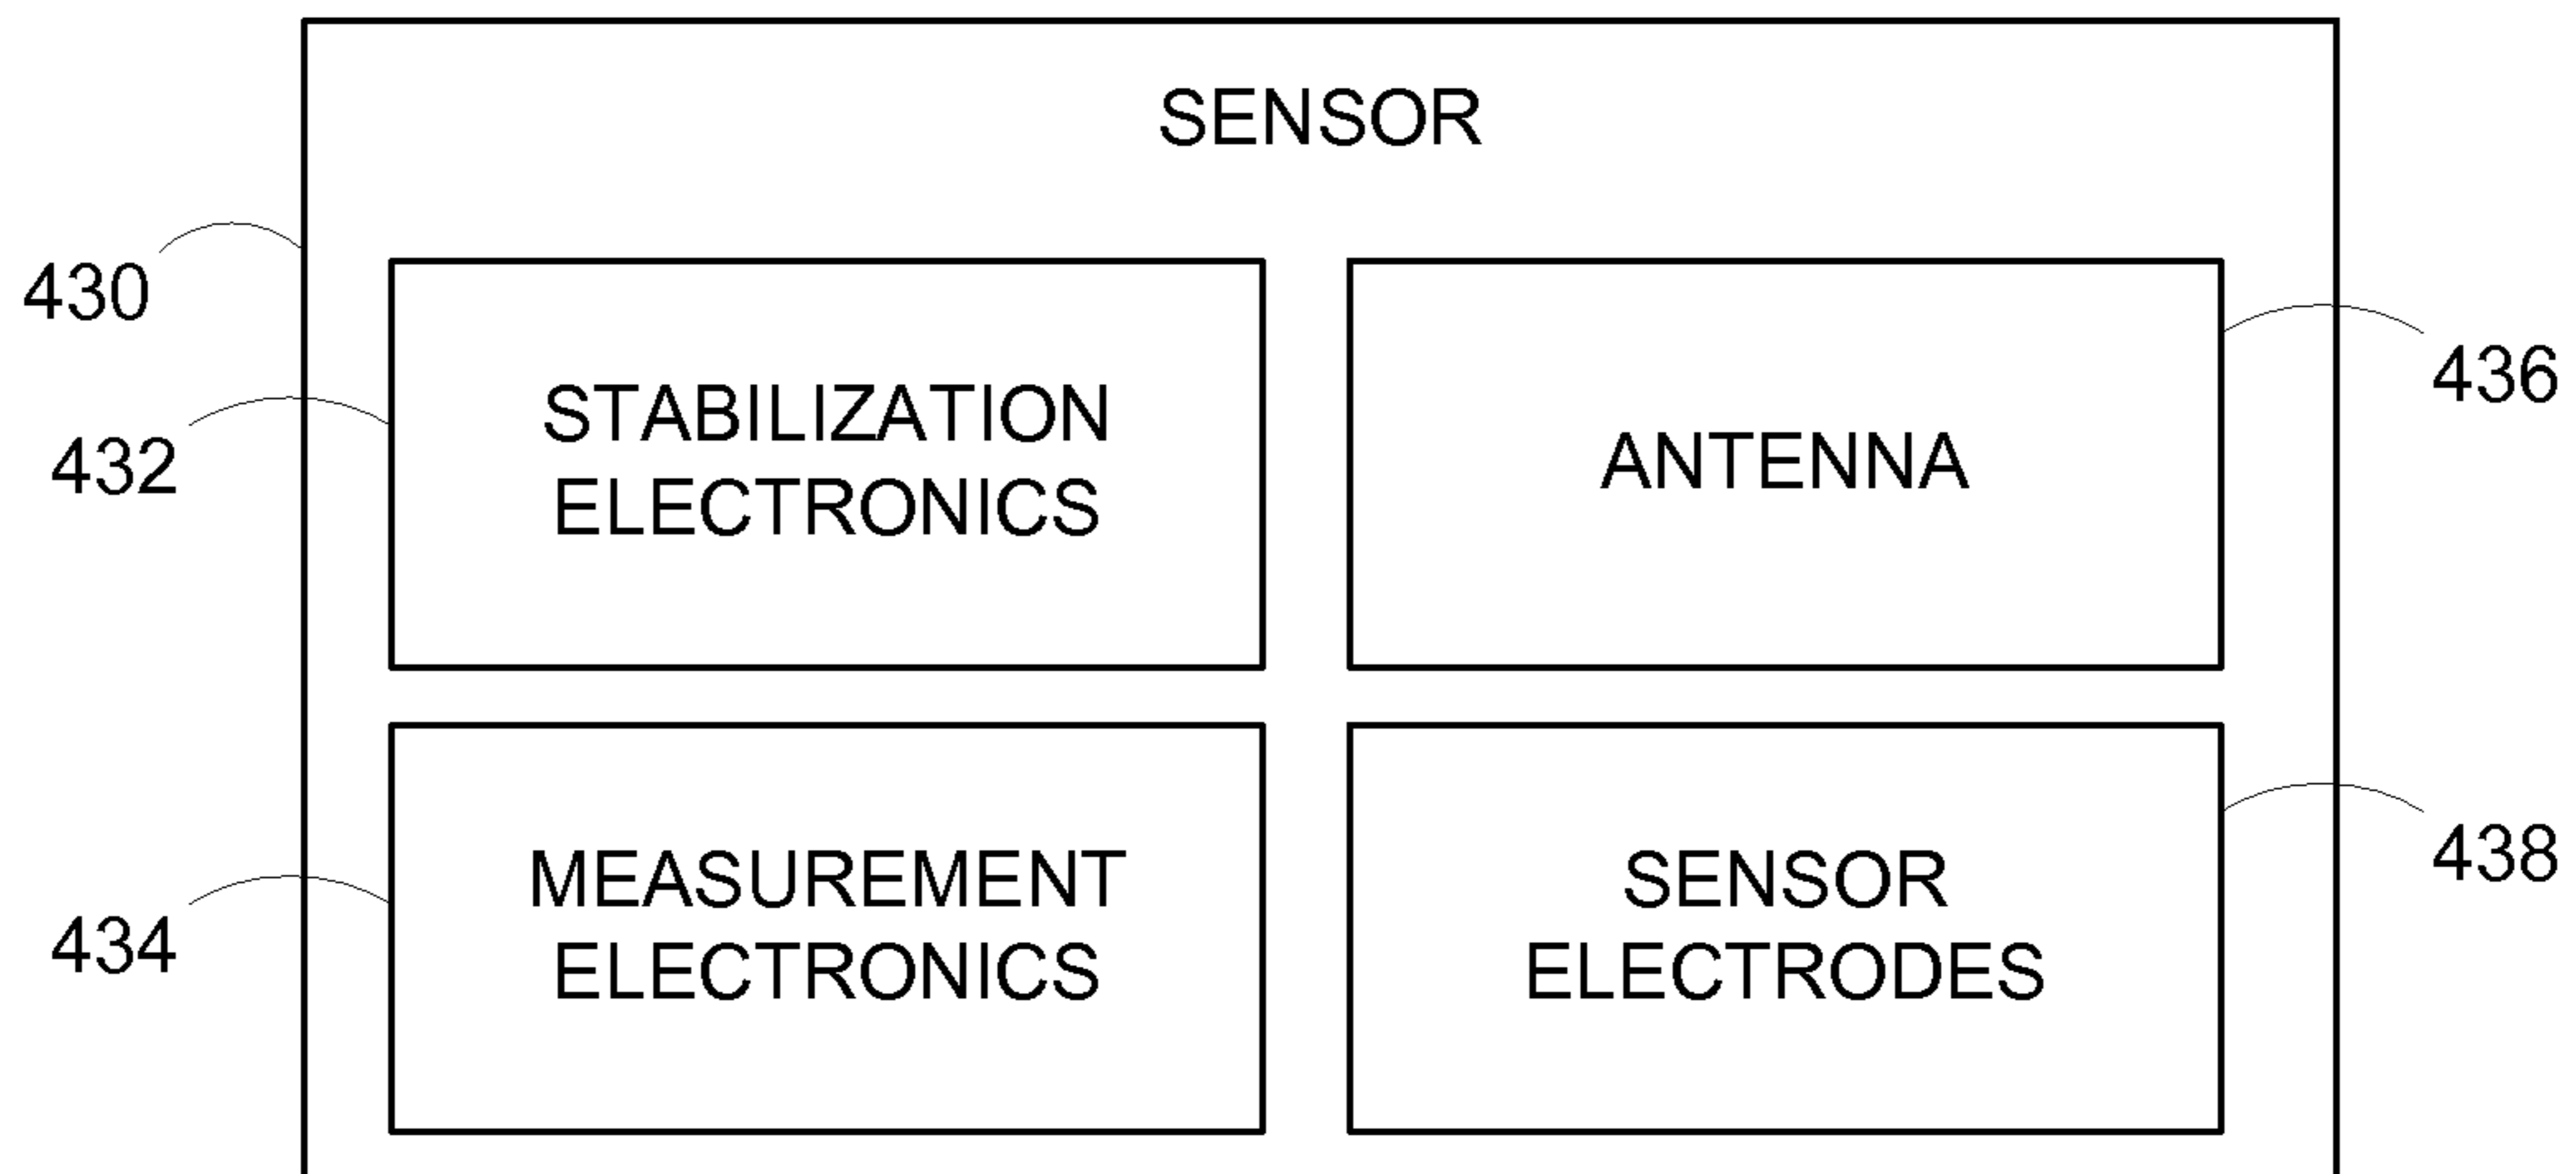 SENSOR
430
432
STABILIZATION
ELECTRONICS
ANTENNA
436
434
MEASUREMENT
ELECTRONICS
SENSOR
ELECTRODES
438